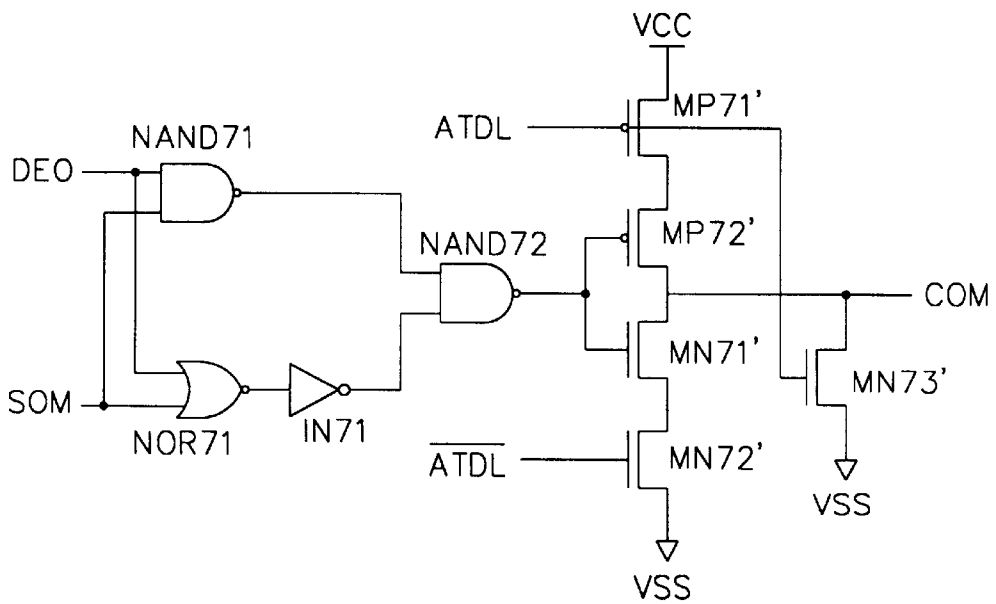 VCC
MP71'
ATDL
NAND71
DEO
MP72'
NAND72
COM
MN71'
MN73'
SOM
NOR71
IN71
ATDL
MN72'
VSS
VSS